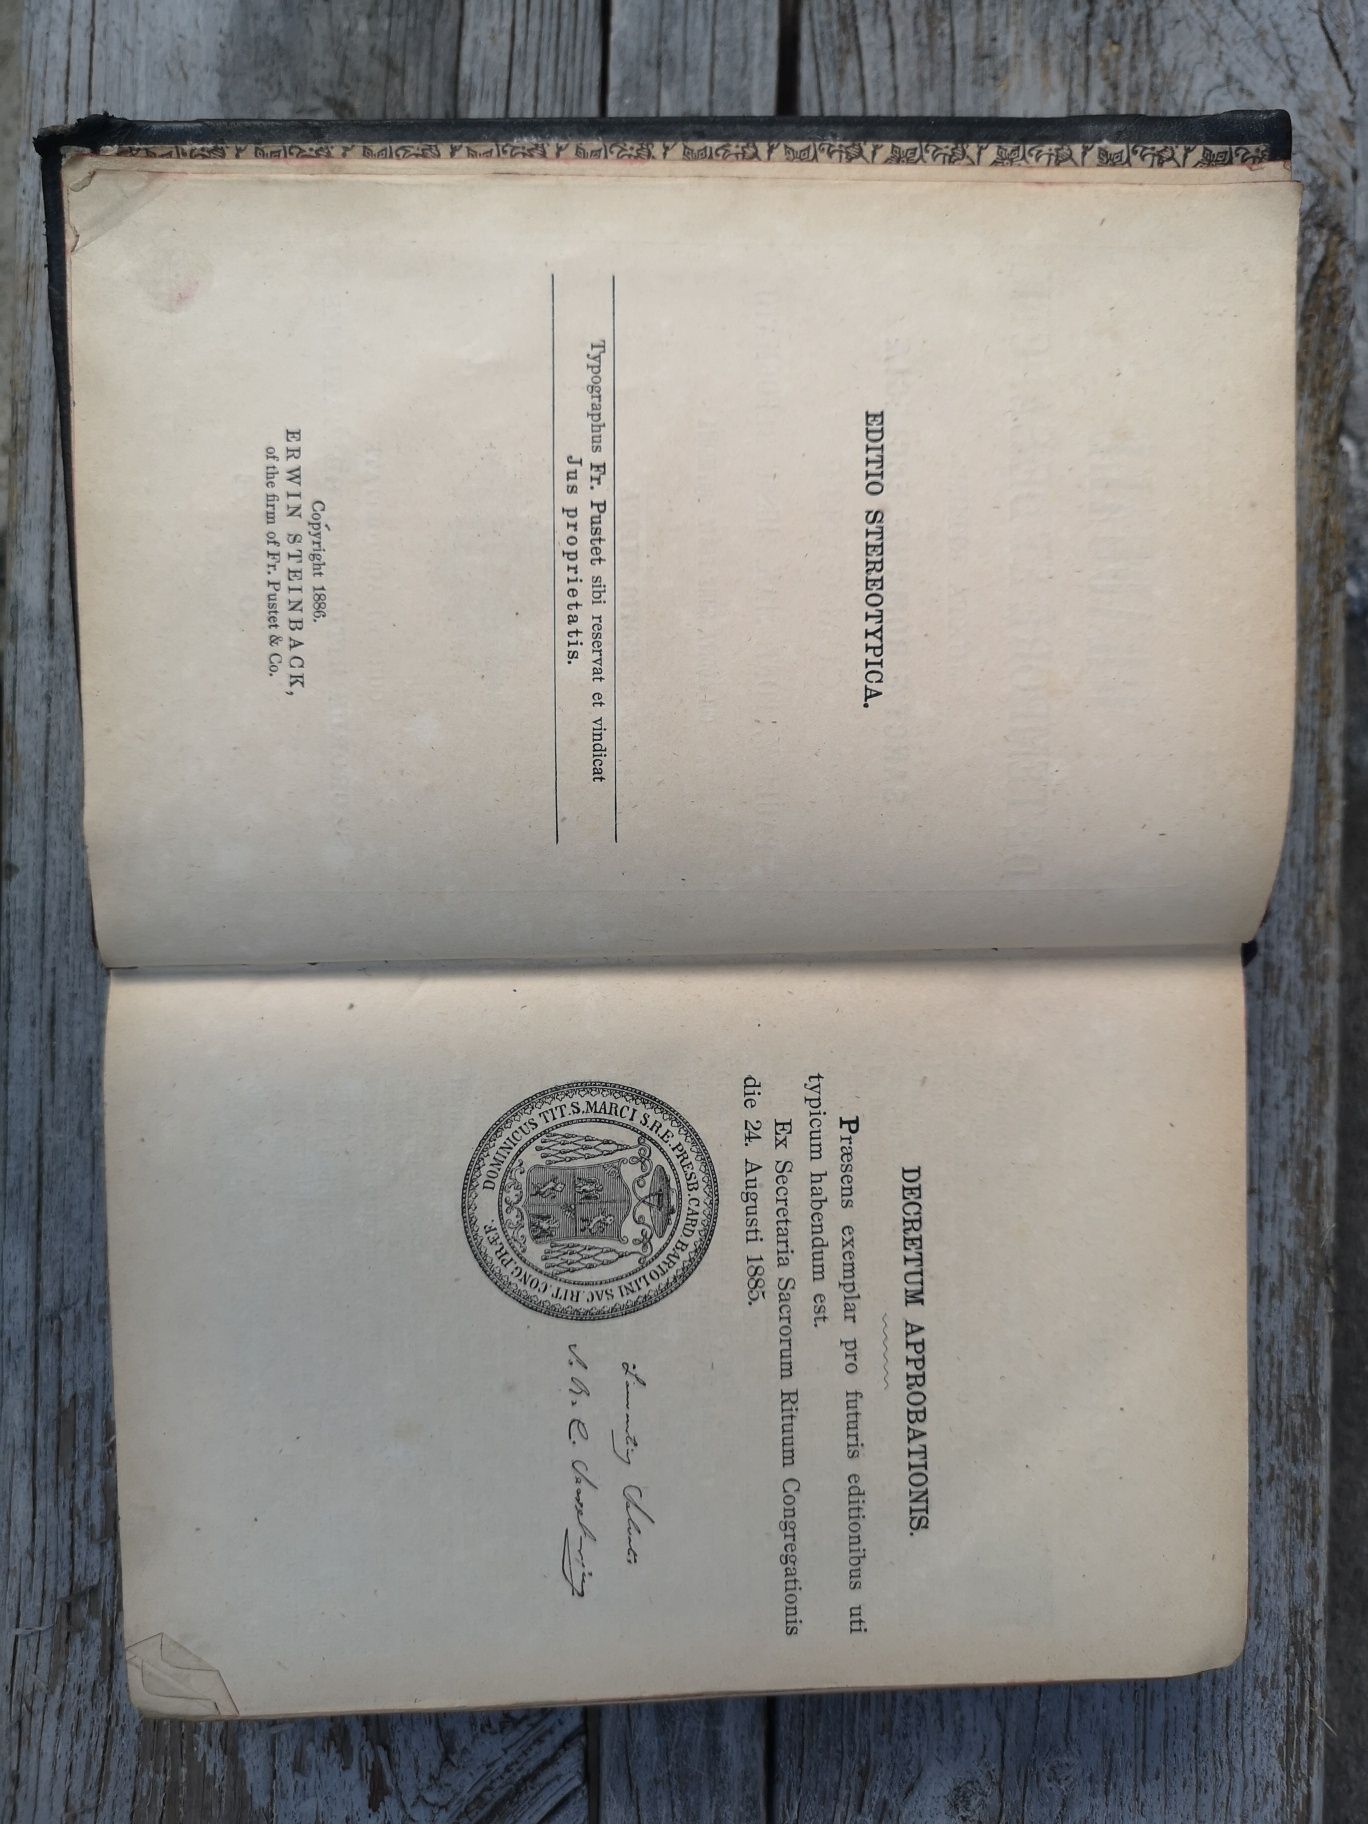 EDITIO STEREOTYPICA.
Typographus Fr. Pustet sibi reservat et vindicat
Jus proprietatis.
Copyright 1886.
ERWIN STEINBACK,
of the firm of Fr. Pustet & Co.
DECRETUM APPROBATIONIS.
Præsens exemplar pro futuris editionibus uti
typicum habendum est.
Ex Secretaria Sacrorum Rituum Congregationis
die 24. Augusti 1885.
DOMINICUS TIT. S. MARCI S.R.E. PRESB. CARD. BARTOLINI SAC. RIT. CONG. PRÆF.